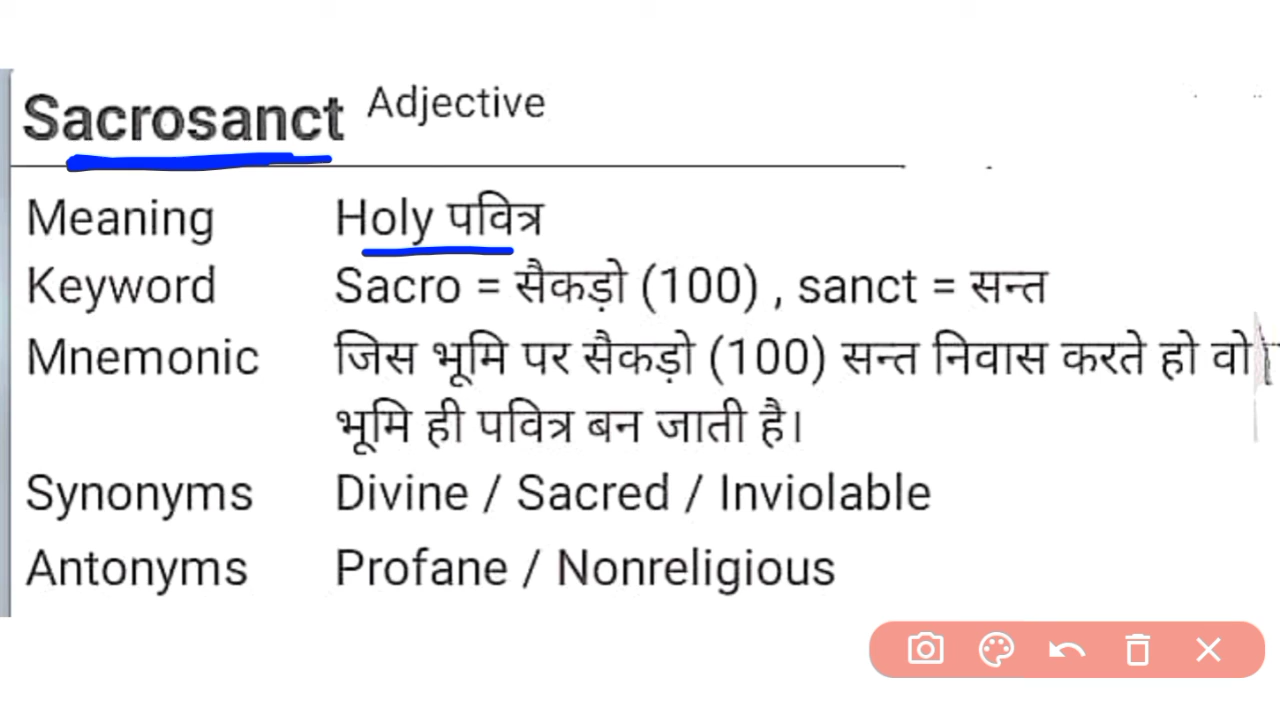 Sacrosanct Adjective
Meaning Holy पवित्र
Keyword Sacro = सैकड़ो (100) , sanct = सन्त
Mnemonic जिस भूमि पर सैकड़ो (100) सन्त निवास करते हो वो
भूमि ही पवित्र बन जाती है।
Synonyms Divine / Sacred / Inviolable
Antonyms Profane / Nonreligious